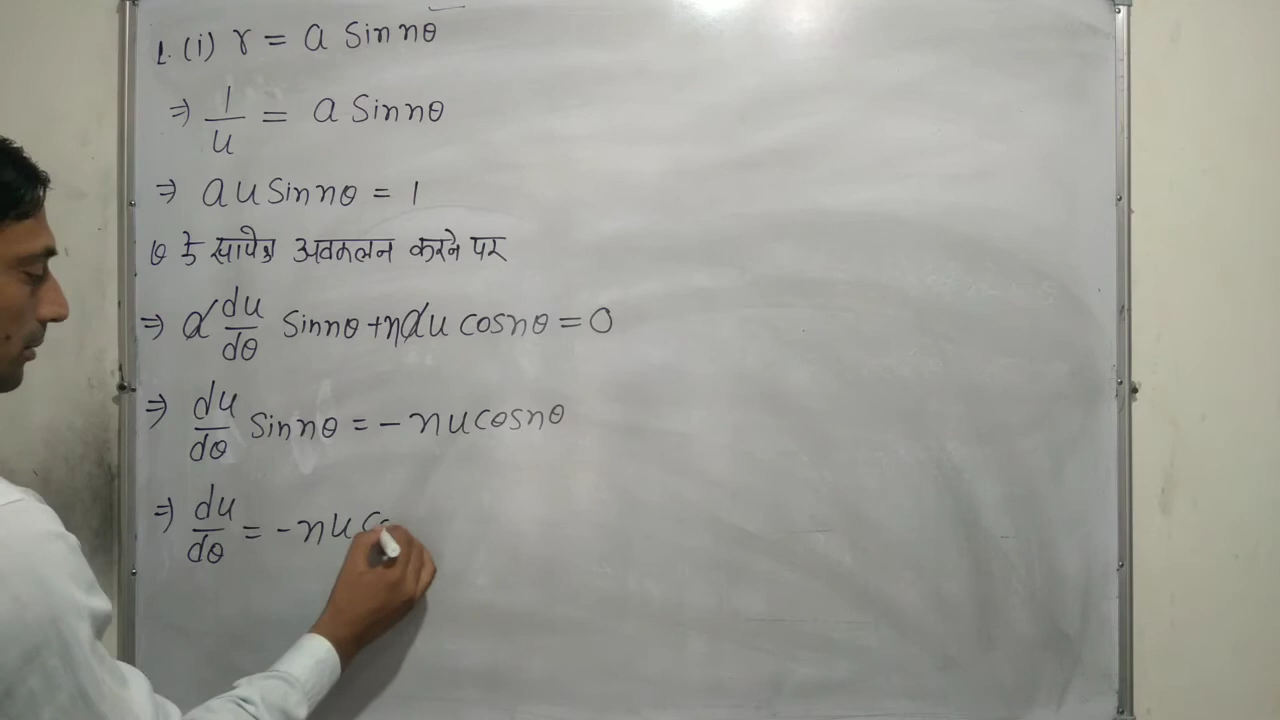 1. (i) r = a Sin nθ
⇒ 1/u = a Sin nθ
⇒ a u Sin nθ = 1
θ के सापेक्ष अवकलन करने पर
⇒ a du/dθ Sin nθ + n a u cos nθ = 0
⇒ du/dθ Sin nθ = - n u cos nθ
⇒ du/dθ = - n u c